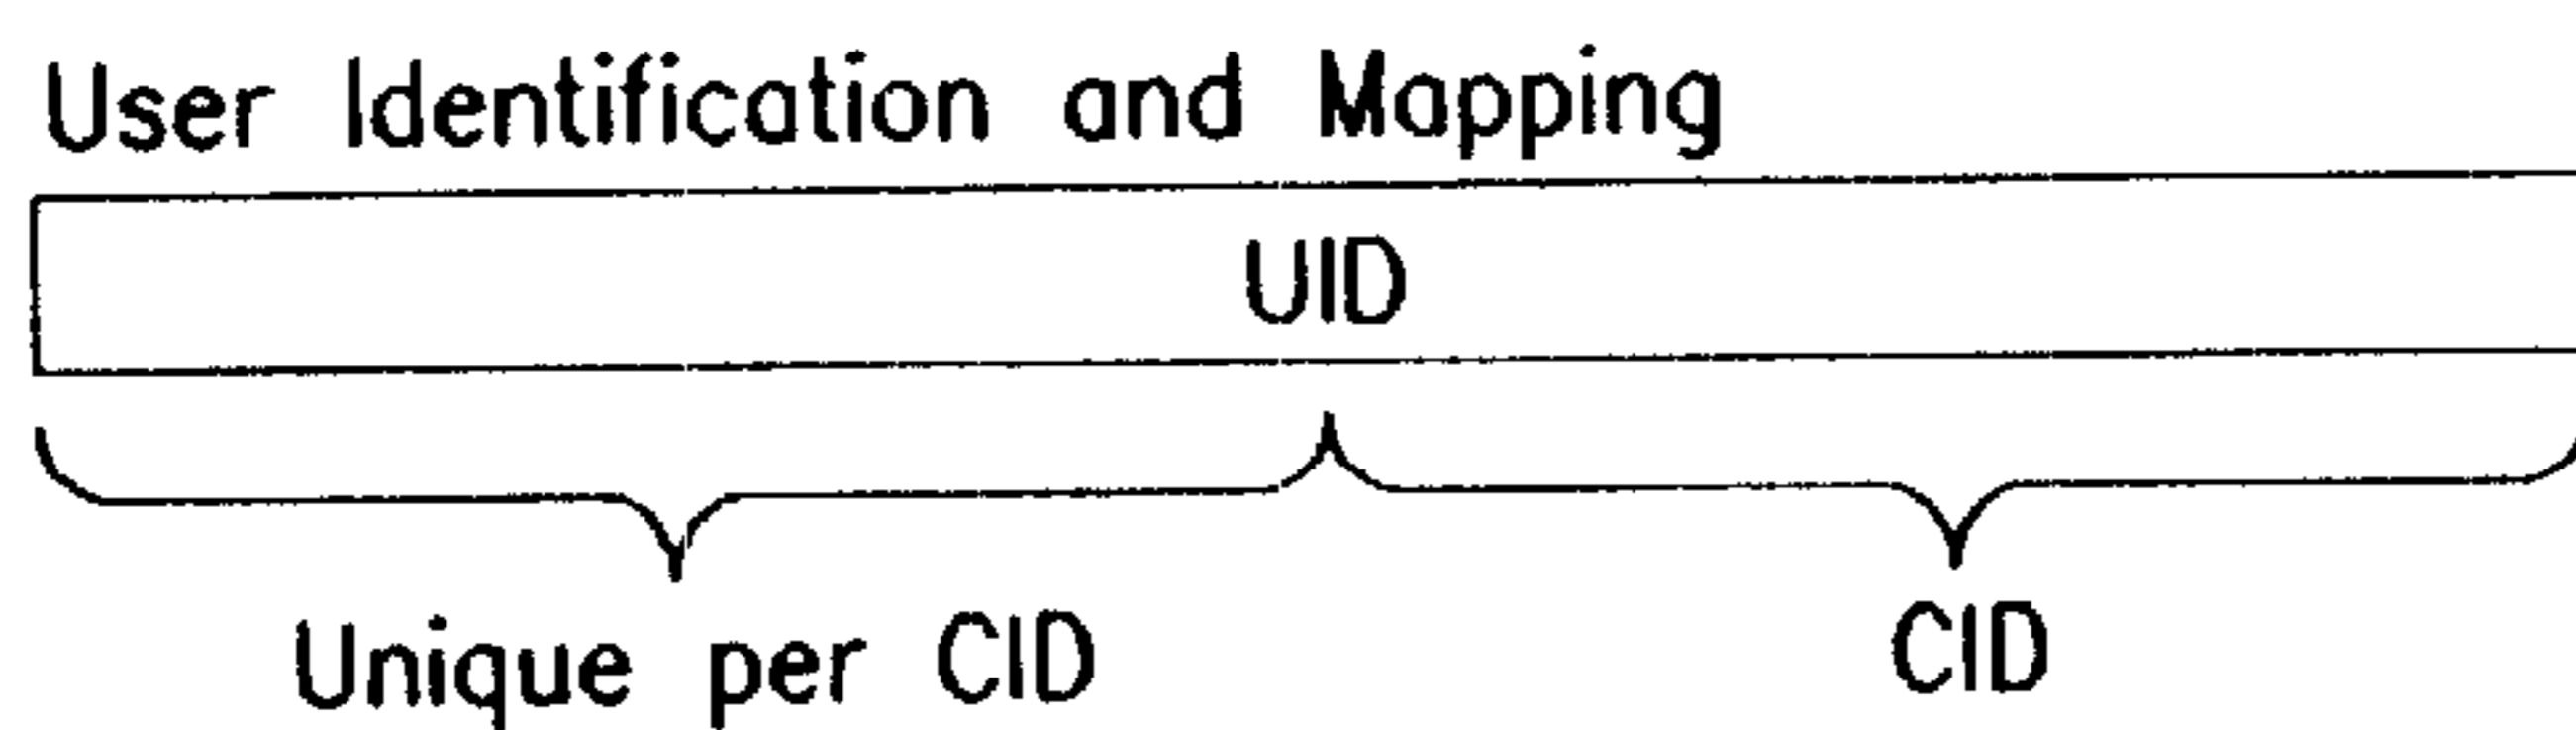 User Identification and Mapping
UID
Unique per CID
CID